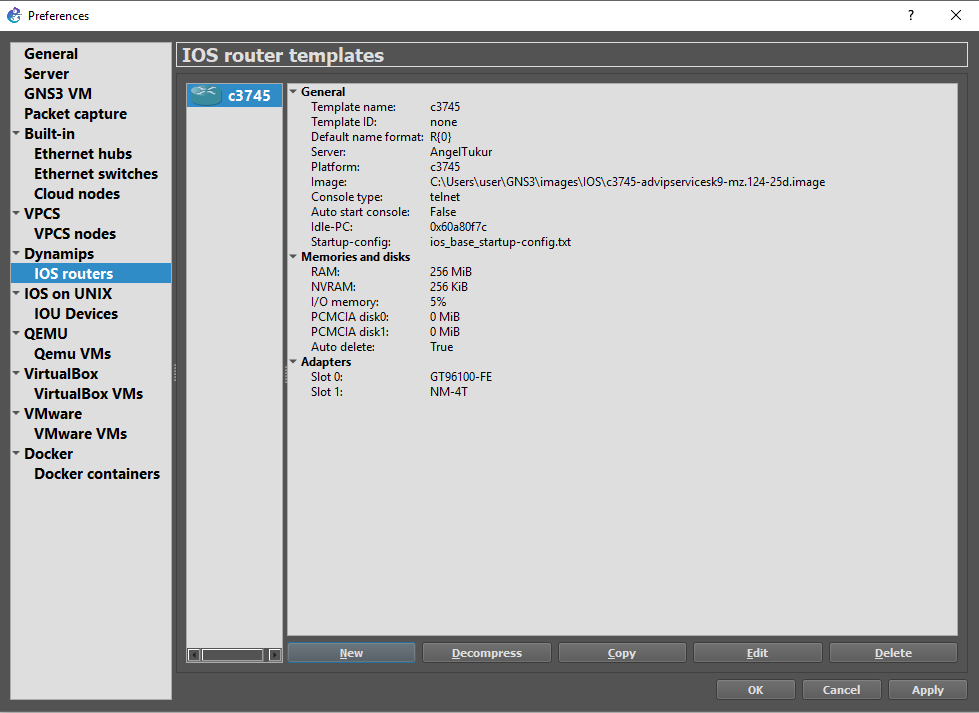 Preferences
?
General
Server
GNS3 VM
Packet capture
Built-in
Ethernet hubs
Ethernet switches
Cloud nodes
VPCS
VPCS nodes
Dynamips
IOS routers
IOS on UNIX
IOU Devices
QEMU
Qemu VMs
VirtualBox
VirtualBox VMs
VMware
VMware VMs
Docker
Docker containers
IOS router templates
c3745
General
Template name: c3745
Template ID: none
Default name format: R{0}
Server: AngelTukur
Platform: c3745
Image: C:\Users\user\GNS3\images\IOS\c3745-advipservicesk9-mz.124-25d.image
Console type: telnet
Auto start console: False
Idle-PC: 0x60a80f7c
Startup-config: ios_base_startup-config.txt
Memories and disks
RAM: 256 MiB
NVRAM: 256 KiB
I/O memory: 5%
PCMCIA disk0: 0 MiB
PCMCIA disk1: 0 MiB
Auto delete: True
Adapters
Slot 0: GT96100-FE
Slot 1: NM-4T
New Decompress Copy Edit Delete
OK Cancel Apply